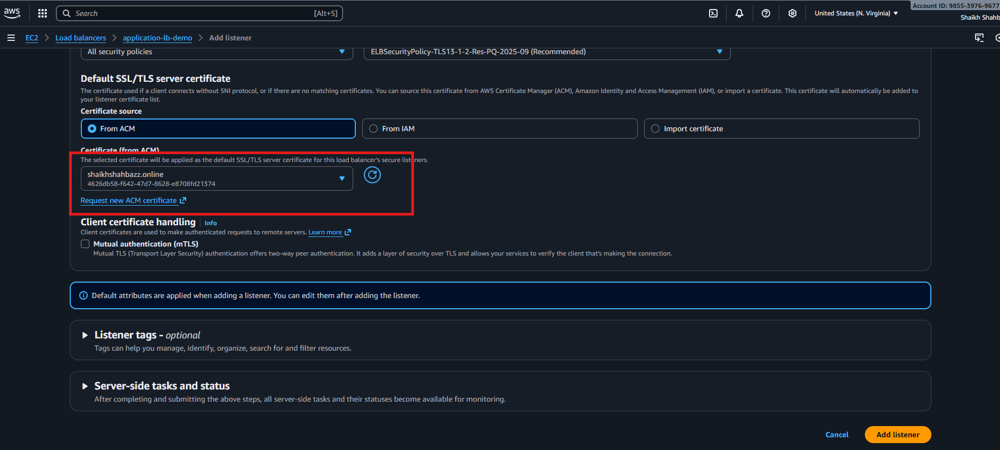 aws
Search
[Alt+S]
United States (N. Virginia)
Account ID: 9855-3976-9677
Shaikh Shahb
EC2
Load balancers
application-lb-demo
Add listener
All security policies
ELBSecurityPolicy-TLS13-1-2-Res-PQ-2025-09 (Recommended)
Default SSL/TLS server certificate
The certificate used if a client connects without SNI protocol, or if there are no matching certificates. You can source this certificate from AWS Certificate Manager (ACM), Amazon Identity and Access Management (IAM), or import a certificate. This certificate will automatically be added to
your listener certificate list.
Certificate source
From ACM
From IAM
Import certificate
Certificate (from ACM)
The selected certificate will be applied as the default SSL/TLS server certificate for this load balancer's secure listeners.
shaikhshahbazz.online
4626db58-f642-47d7-8628-e8708fd21374
Request new ACM certificate
Client certificate handling
Info
Client certificates are used to make authenticated requests to remote servers. Learn more
Mutual authentication (mTLS)
Mutual TLS (Transport Layer Security) authentication offers two-way peer authentication. It adds a layer of security over TLS and allows your services to verify the client that's making the connection.
Default attributes are applied when adding a listener. You can edit them after adding the listener.
Listener tags - optional
Tags can help you manage, identify, organize, search for and filter resources.
Server-side tasks and status
After completing and submitting the above steps, all server-side tasks and their statuses become available for monitoring.
Cancel
Add listener